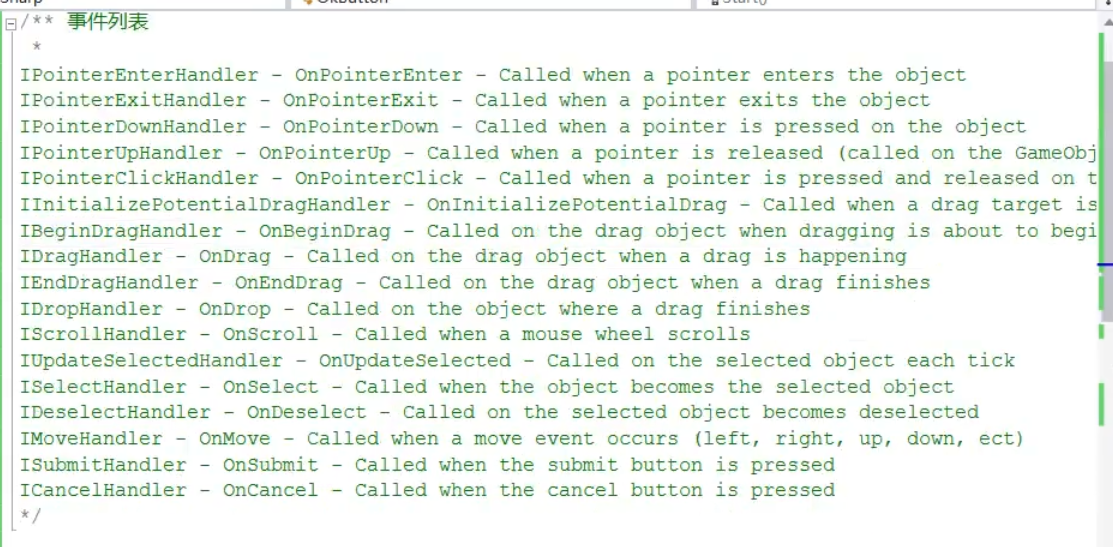 /** 事件列表
*
IPointerEnterHandler - OnPointerEnter - Called when a pointer enters the object
IPointerExitHandler - OnPointerExit - Called when a pointer exits the object
IPointerDownHandler - OnPointerDown - Called when a pointer is pressed on the object
IPointerUpHandler - OnPointerUp - Called when a pointer is released (called on the GameObj
IPointerClickHandler - OnPointerClick - Called when a pointer is pressed and released on t
IInitializePotentialDragHandler - OnInitializePotentialDrag - Called when a drag target is
IBeginDragHandler - OnBeginDrag - Called on the drag object when dragging is about to begi
IDragHandler - OnDrag - Called on the drag object when a drag is happening
IEndDragHandler - OnEndDrag - Called on the drag object when a drag finishes
IDropHandler - OnDrop - Called on the object where a drag finishes
IScrollHandler - OnScroll - Called when a mouse wheel scrolls
IUpdateSelectedHandler - OnUpdateSelected - Called on the selected object each tick
ISelectHandler - OnSelect - Called when the object becomes the selected object
IDeselectHandler - OnDeselect - Called on the selected object becomes deselected
IMoveHandler - OnMove - Called when a move event occurs (left, right, up, down, ect)
ISubmitHandler - OnSubmit - Called when the submit button is pressed
ICancelHandler - OnCancel - Called when the cancel button is pressed
*/